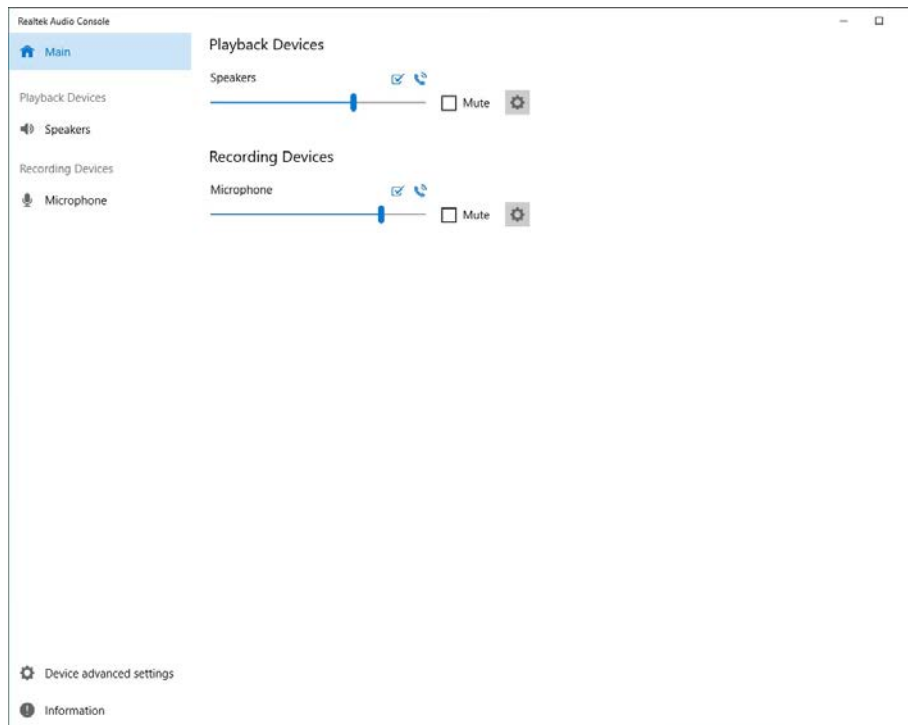 Realtek Audio Console
Main
Playback Devices
Speakers
Recording Devices
Microphone
Device advanced settings
Information
Playback Devices
Speakers
Mute
Recording Devices
Microphone
Mute